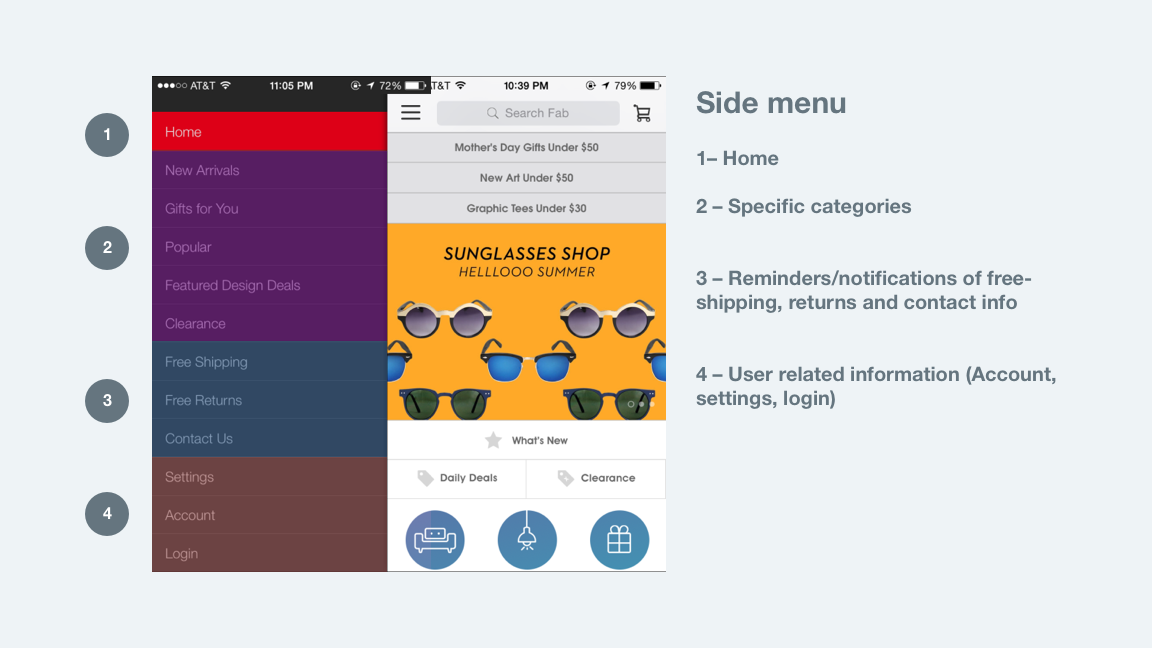 ●●●○○ AT&T 11:05 PM 72%
T&T 10:39 PM 79%
Search Fab
1
Home
2
New Arrivals
Gifts for You
Popular
Featured Design Deals
Clearance
3
Free Shipping
Free Returns
Contact Us
4
Settings
Account
Login
Mother's Day Gifts Under $50
New Art Under $50
Graphic Tees Under $30
SUNGLASSES SHOP
HELLLOOO SUMMER
What's New
Daily Deals
Clearance
Side menu
1– Home
2 – Specific categories
3 – Reminders/notifications of free-
shipping, returns and contact info
4 – User related information (Account,
settings, login)